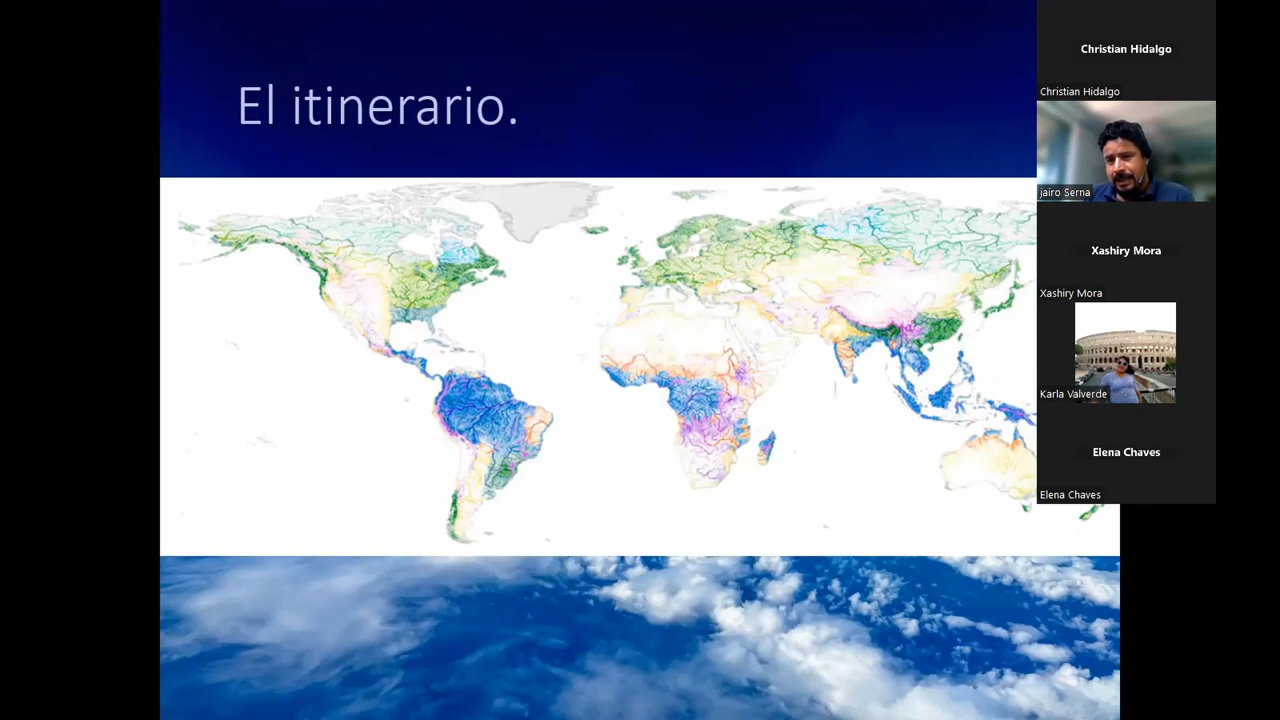 El itinerario.
Christian Hidalgo
Christian Hidalgo
jairo Serna
Xashiry Mora
Xashiry Mora
Karla Valverde
Elena Chaves
Elena Chaves